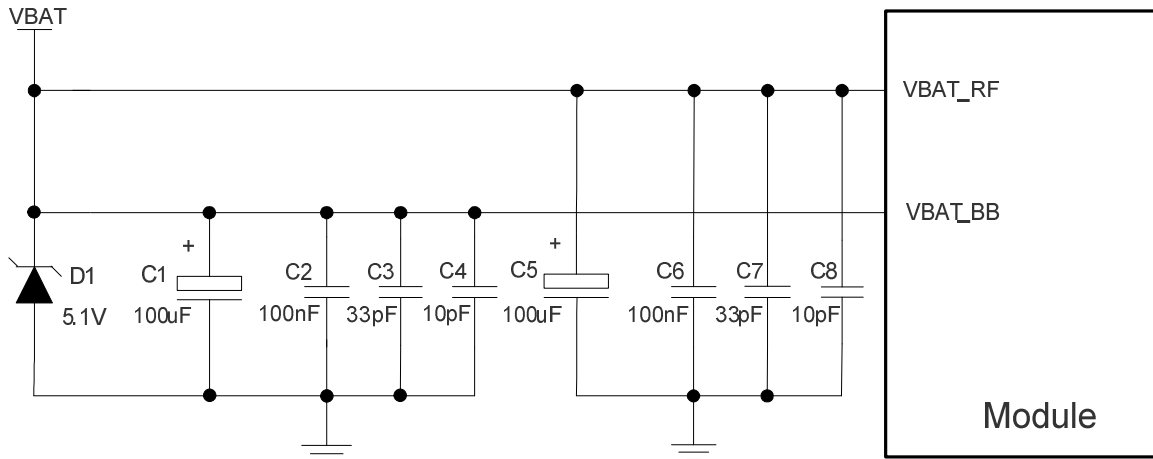 VBAT
VBAT_RF
VBAT_BB
+
D1
5.1V
C1
100uF
C2
100nF
C3
33pF
C4
10pF
+
C5
100uF
C6
100nF
C7
33pF
C8
10pF
Module